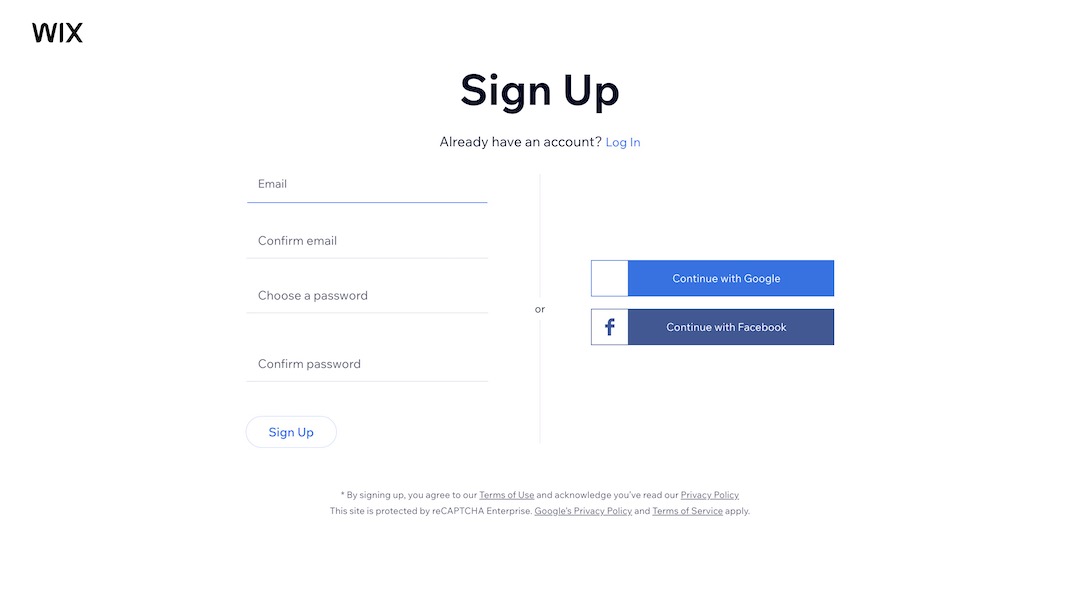 WIX
Sign Up
Already have an account? Log In
Email
Confirm email
Choose a password
Confirm password
Sign Up
or
Continue with Google
f
Continue with Facebook
* By signing up, you agree to our Terms of Use and acknowledge you've read our Privacy Policy
This site is protected by reCAPTCHA Enterprise. Google's Privacy Policy and Terms of Service apply.